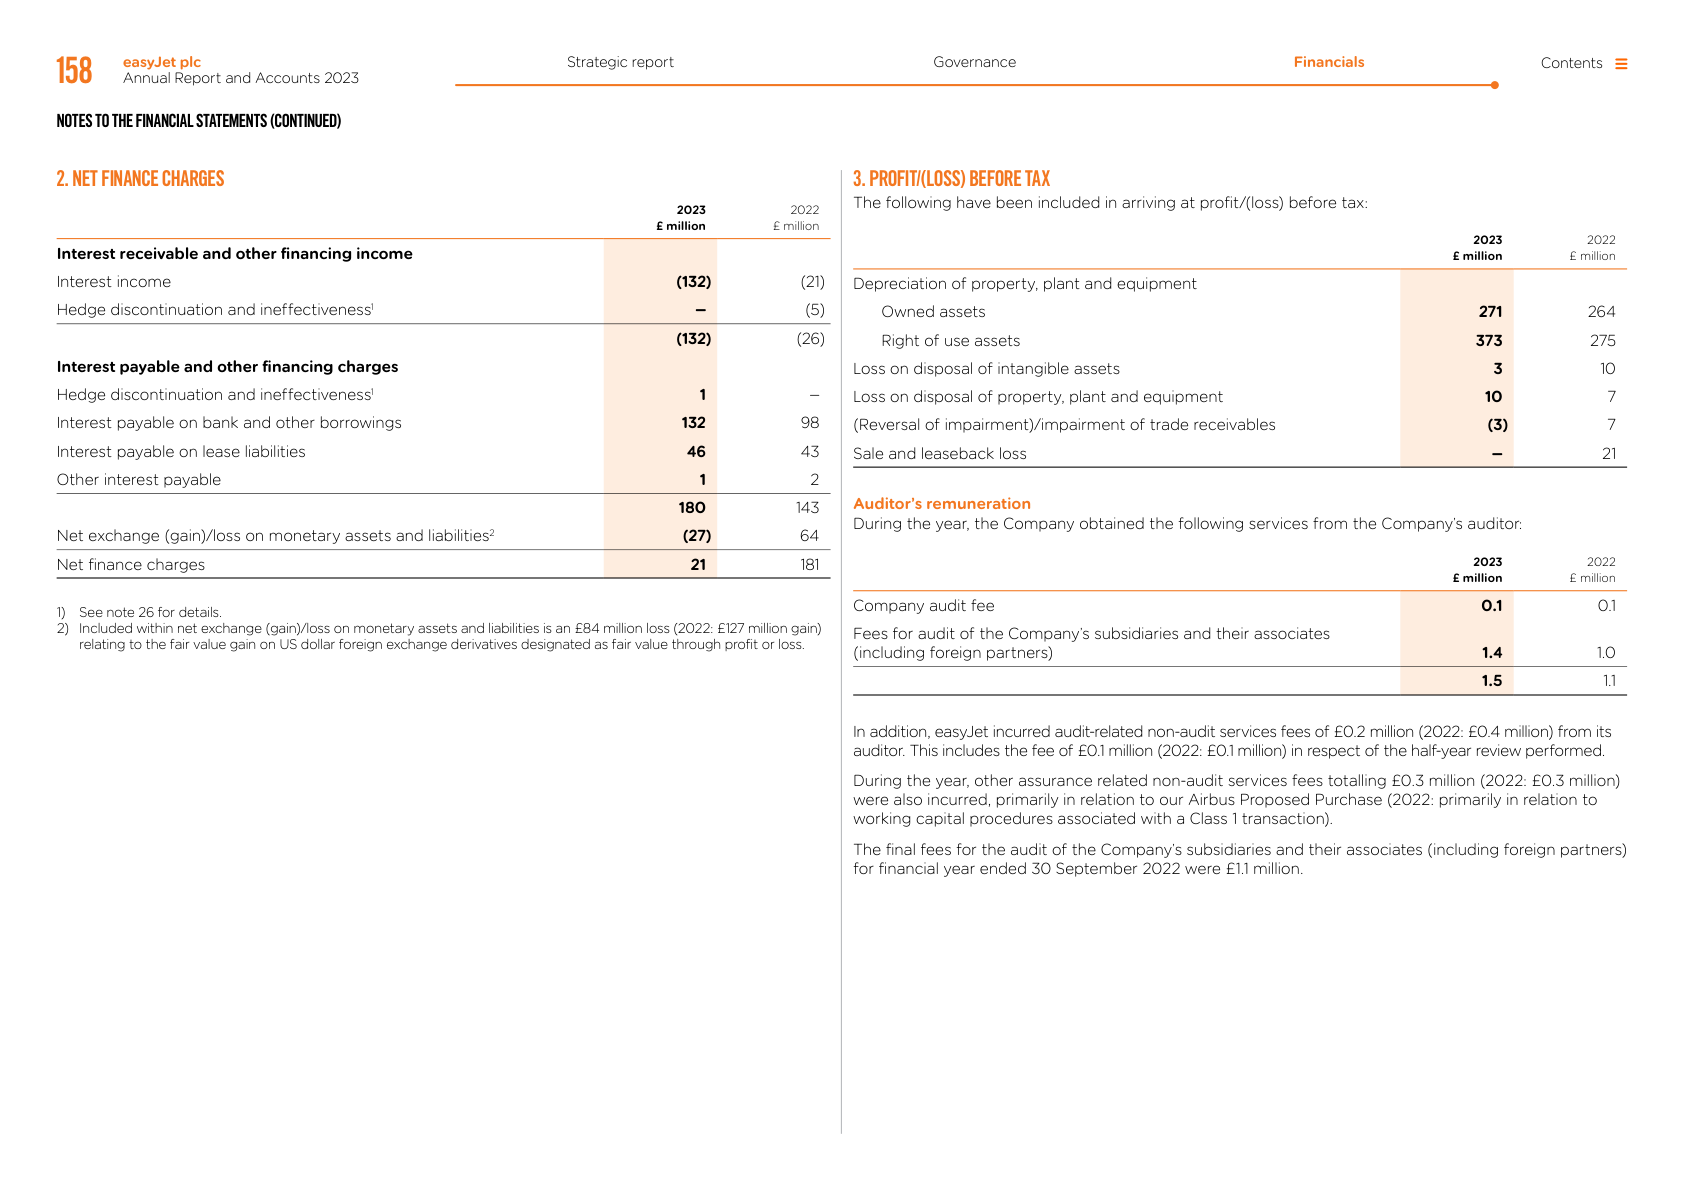 158
easyJet plc
Annual Report and Accounts 2023
Strategic report
Governance
Financials
Contents
NOTES TO THE FINANCIAL STATEMENTS (CONTINUED)
2. NET FINANCE CHARGES
2023 2022
£ million £ million
Interest receivable and other financing income
Interest income (132) (21)
Hedge discontinuation and ineffectiveness¹ – (5)
(132) (26)
Interest payable and other financing charges
Hedge discontinuation and ineffectiveness¹ 1 –
Interest payable on bank and other borrowings 132 98
Interest payable on lease liabilities 46 43
Other interest payable 1 2
180 143
Net exchange (gain)/loss on monetary assets and liabilities² (27) 64
Net finance charges 21 181
1) See note 26 for details.
2) Included within net exchange (gain)/loss on monetary assets and liabilities is an £84 million loss (2022: £127 million gain)
relating to the fair value gain on US dollar foreign exchange derivatives designated as fair value through profit or loss.
3. PROFIT/(LOSS) BEFORE TAX
The following have been included in arriving at profit/(loss) before tax:
2023 2022
£ million £ million
Depreciation of property, plant and equipment
Owned assets 271 264
Right of use assets 373 275
Loss on disposal of intangible assets 3 10
Loss on disposal of property, plant and equipment 10 7
(Reversal of impairment)/impairment of trade receivables (3) 7
Sale and leaseback loss – 21
Auditor's remuneration
During the year, the Company obtained the following services from the Company's auditor:
2023 2022
£ million £ million
Company audit fee 0.1 0.1
Fees for audit of the Company's subsidiaries and their associates
(including foreign partners) 1.4 1.0
1.5 1.1
In addition, easyJet incurred audit-related non-audit services fees of £0.2 million (2022: £0.4 million) from its
auditor. This includes the fee of £0.1 million (2022: £0.1 million) in respect of the half-year review performed.
During the year, other assurance related non-audit services fees totalling £0.3 million (2022: £0.3 million)
were also incurred, primarily in relation to our Airbus Proposed Purchase (2022: primarily in relation to
working capital procedures associated with a Class 1 transaction).
The final fees for the audit of the Company's subsidiaries and their associates (including foreign partners)
for financial year ended 30 September 2022 were £1.1 million.